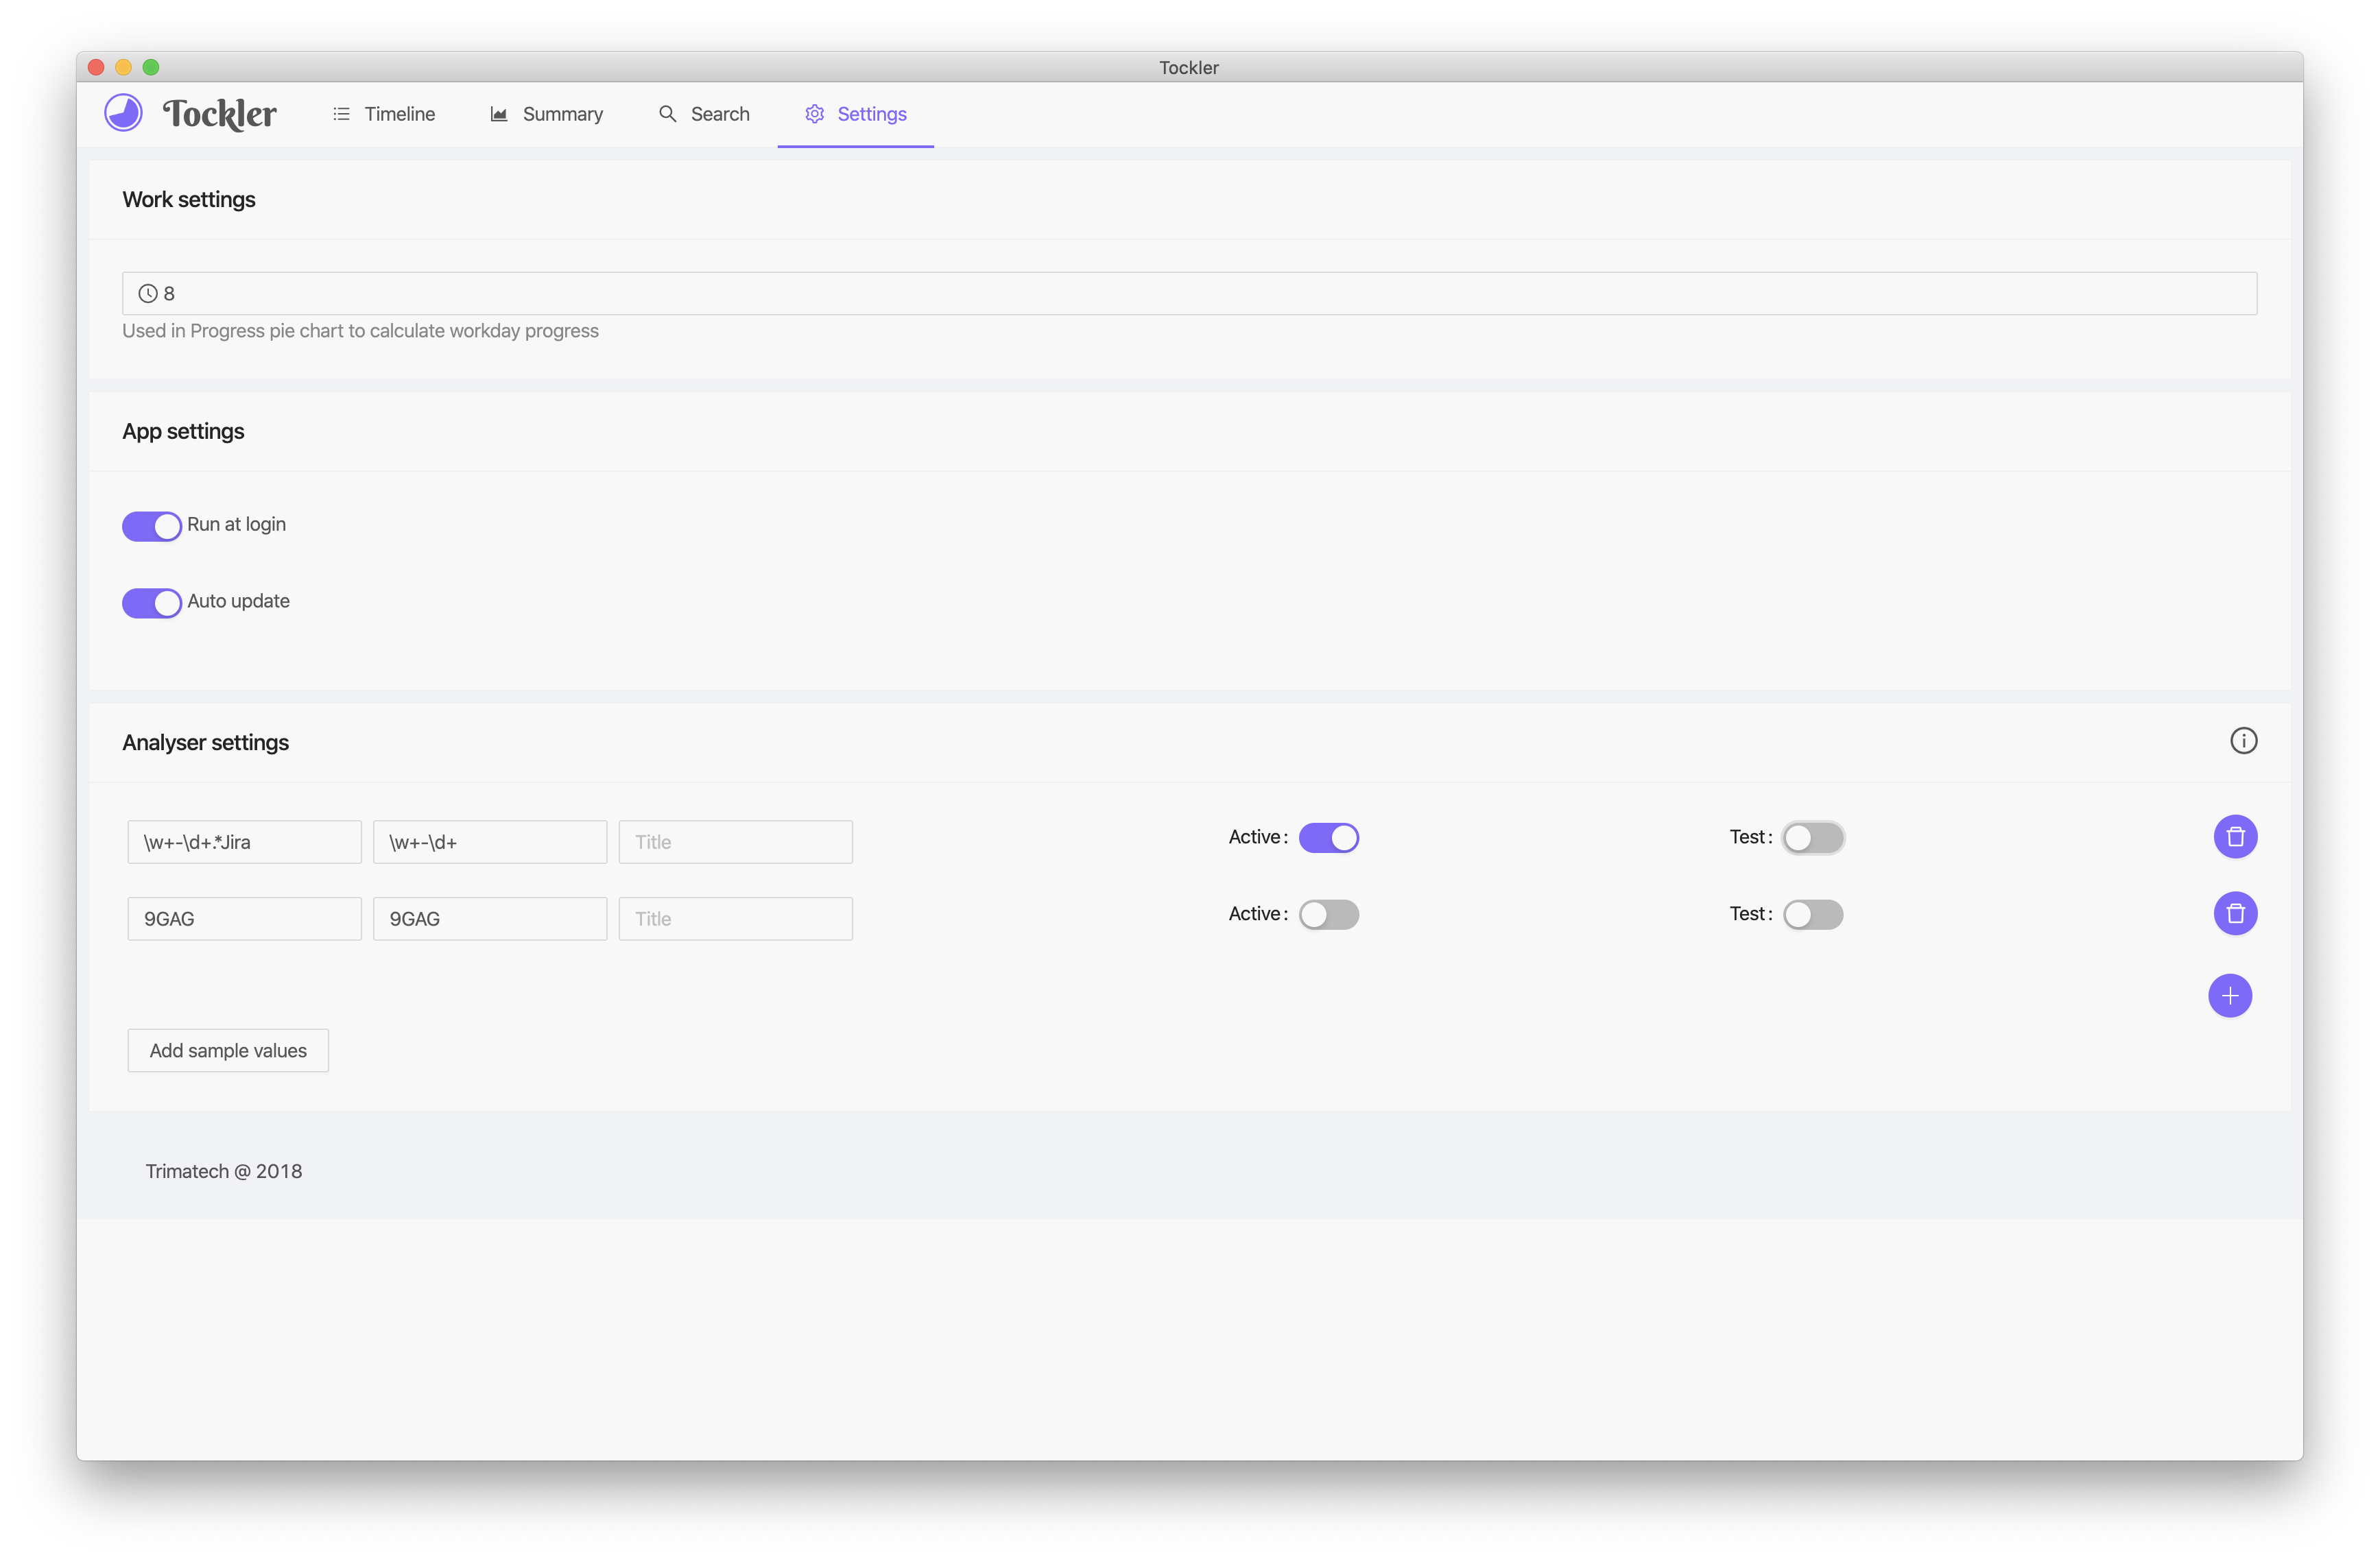 Tockler
Tockler Timeline Summary Search Settings
Work settings
8
Used in Progress pie chart to calculate workday progress
App settings
Run at login
Auto update
Analyser settings
\w+-\d+.*Jira \w+-\d+ Title Active: Test:
9GAG 9GAG Title Active: Test:
Add sample values
Trimatech @ 2018